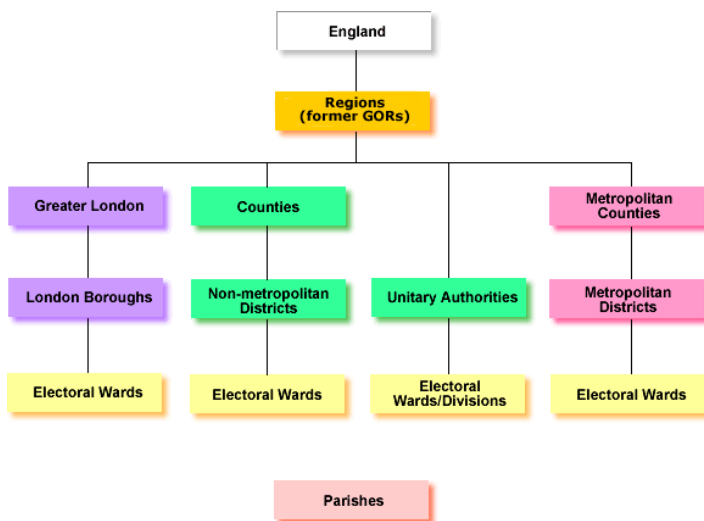 England
Regions
(former GORs)
Greater London
Counties
Metropolitan
Counties
London Boroughs
Non-metropolitan
Districts
Unitary Authorities
Metropolitan
Districts
Electoral Wards
Electoral Wards
Electoral
Wards/Divisions
Electoral Wards
Parishes